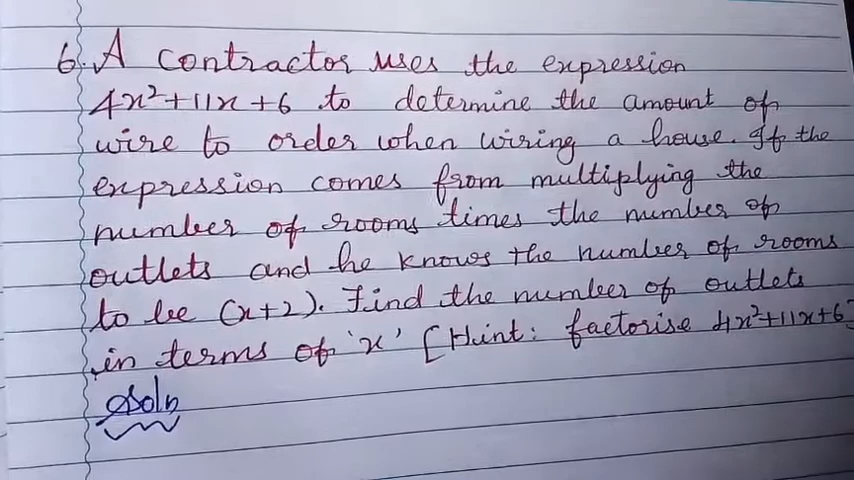 6. A contractor uses the expression
4x²+11x+6 to determine the amount of
wire to order when wiring a house. If the
expression comes from multiplying the
number of rooms times the number of
outlets and he knows the number of rooms
to be (x+2). Find the number of outlets
in terms of 'x' [Hint: factorise 4x²+11x+6]
Soln